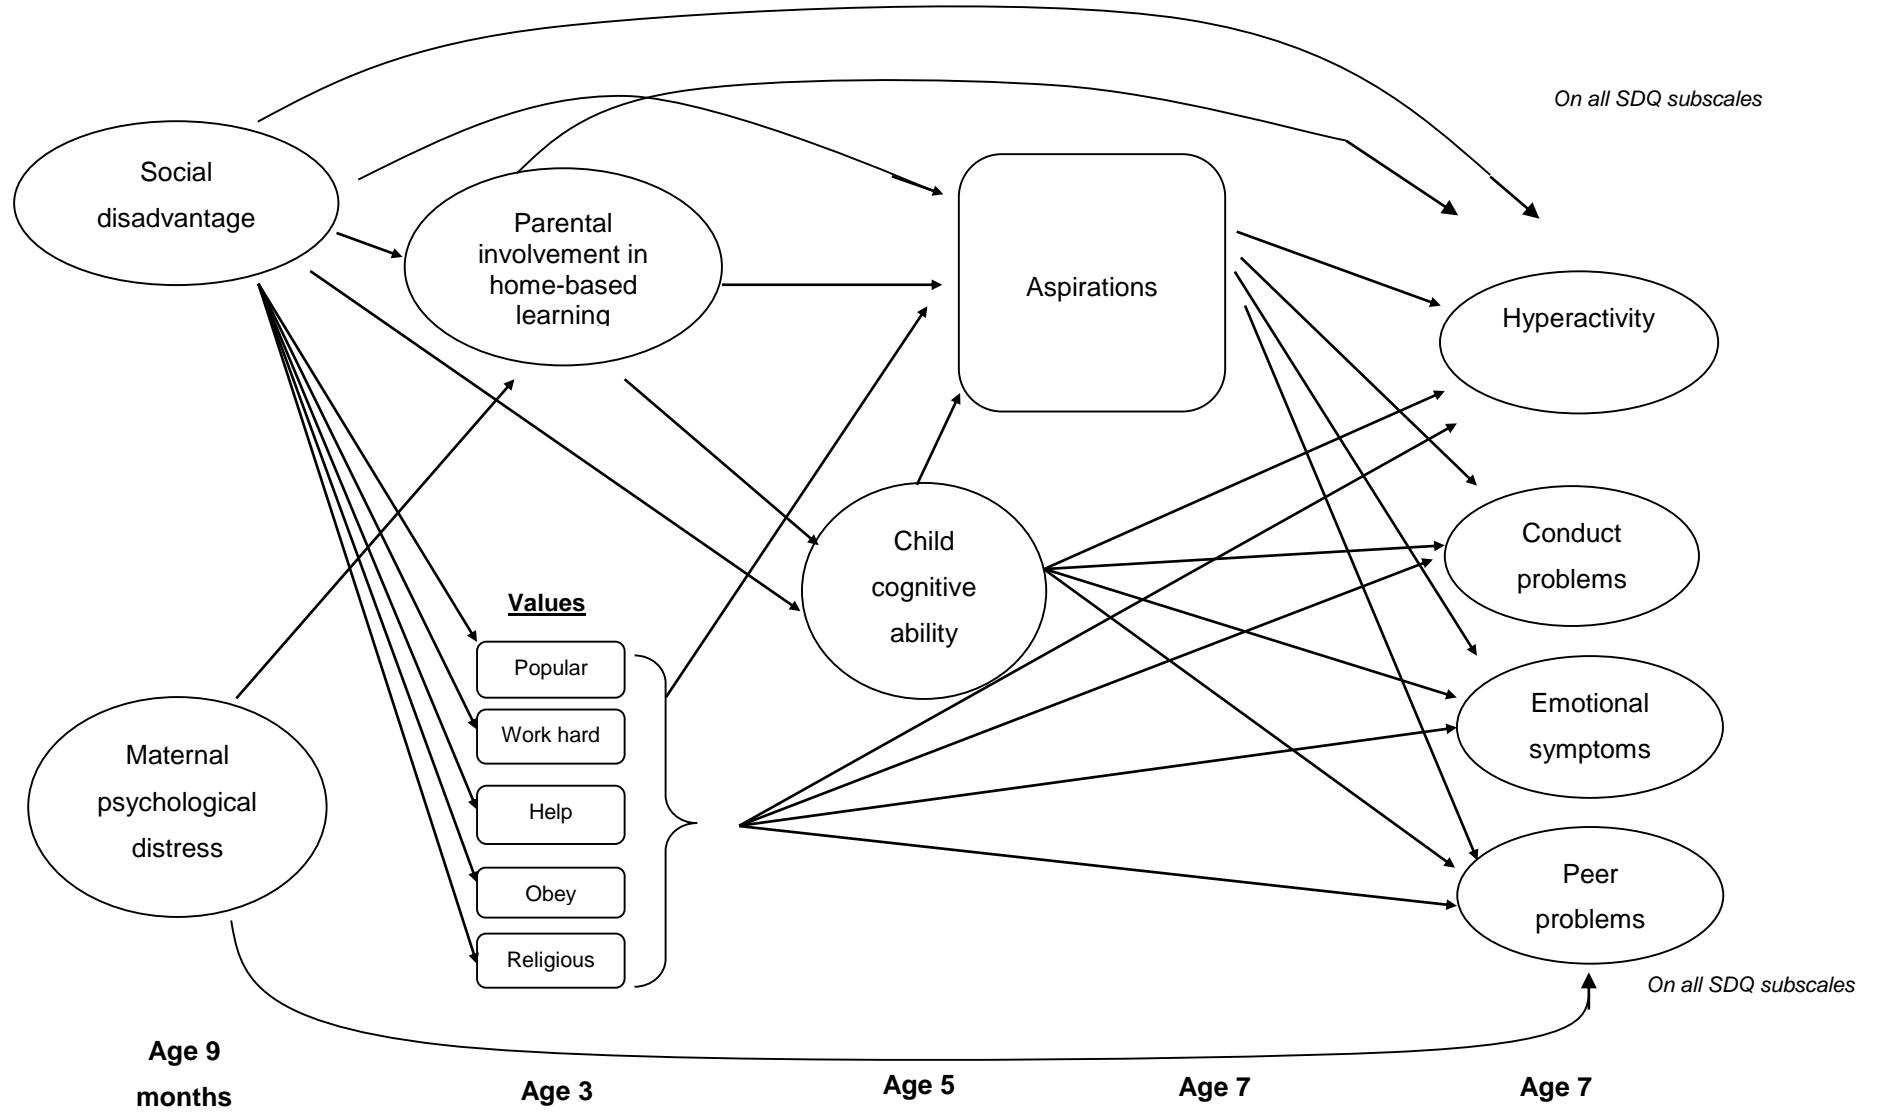 On all SDQ subscales
Social
disadvantage
Parental
involvement in
home-based
learning
Aspirations
Hyperactivity
Child
cognitive
ability
Conduct
problems
Values
Popular
Work hard
Help
Obey
Religious
Maternal
psychological
distress
Emotional
symptoms
Peer
problems
On all SDQ subscales
Age 9
months
Age 3
Age 5
Age 7
Age 7